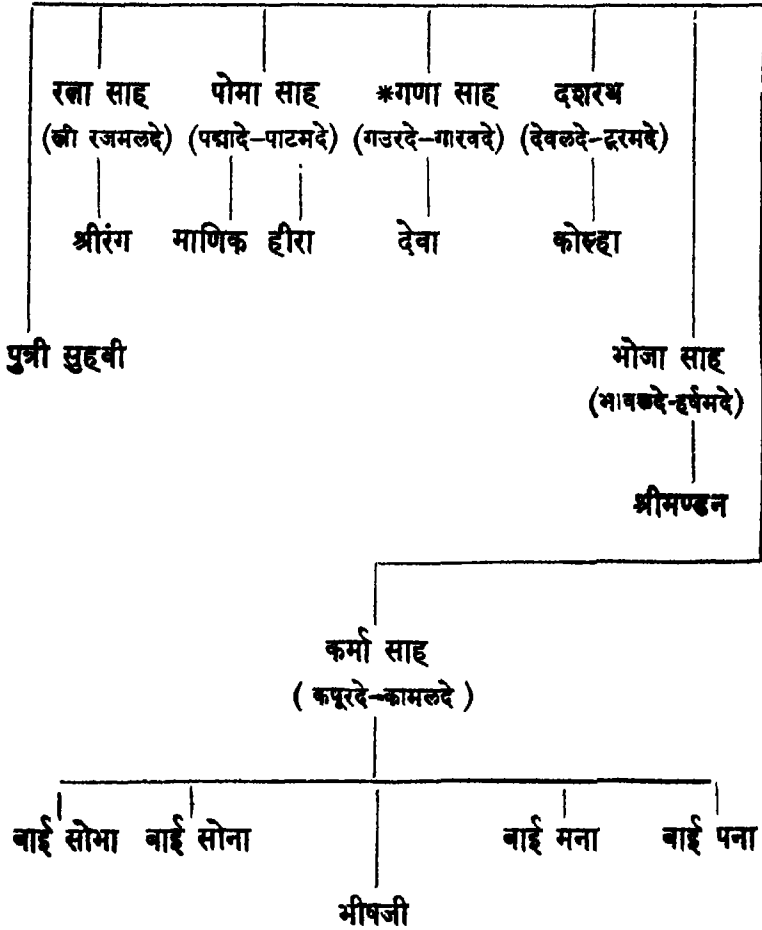 रत्ना साह पोमा साह *गणा साह दशरथ
(स्त्री रजमलदे) (पद्मादे-पाटमदे) (गउरदे-गारवदे) (देवलदे-टूरमदे)
श्रीरंग माणिक हीरा देवा कोल्हा
पुत्री सुहवी भोजा साह
(भावलदे-हर्षमदे)
श्रीमण्डन
कर्मा साह
( कपूरदे-कामलदे )
बाई सोभा बाई सोना बाई मना बाई पना
भीषजी